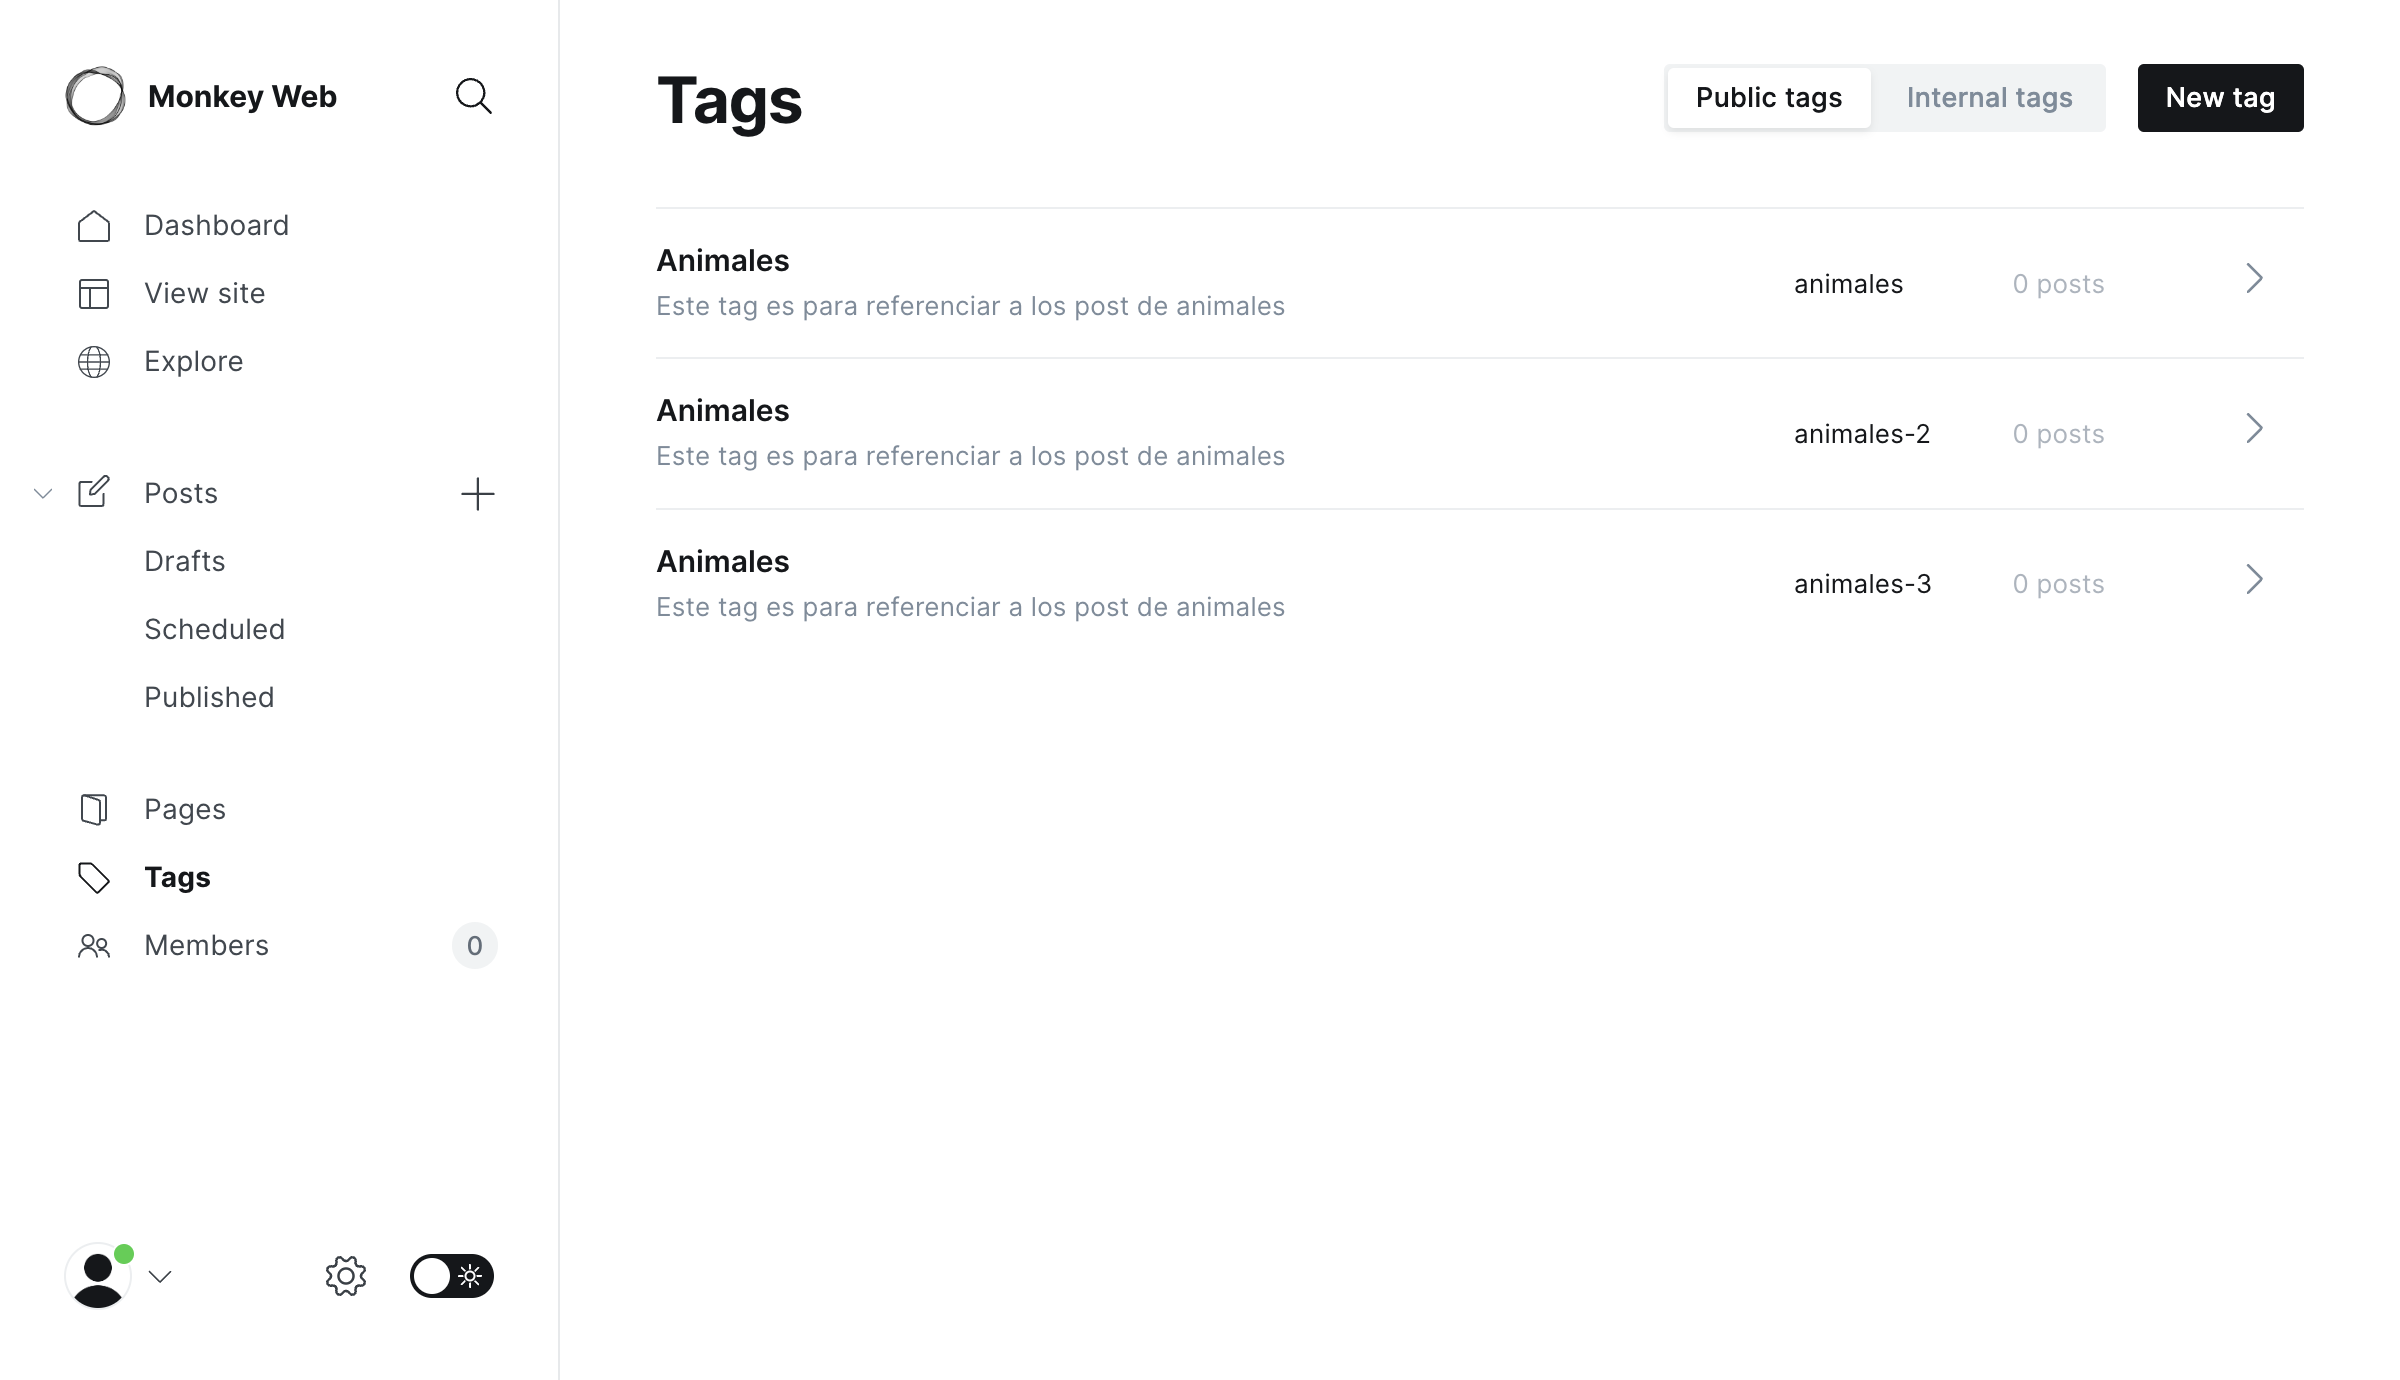 Monkey Web
Dashboard
View site
Explore
Posts
Drafts
Scheduled
Published
Pages
Tags
Members 0
Tags
Public tags Internal tags New tag
Animales
Este tag es para referenciar a los post de animales
animales 0 posts
Animales
Este tag es para referenciar a los post de animales
animales-2 0 posts
Animales
Este tag es para referenciar a los post de animales
animales-3 0 posts